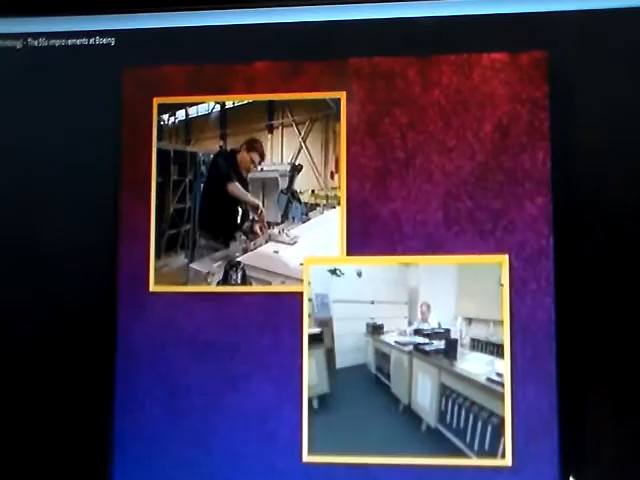 - The 5Ss improvements at Boeing